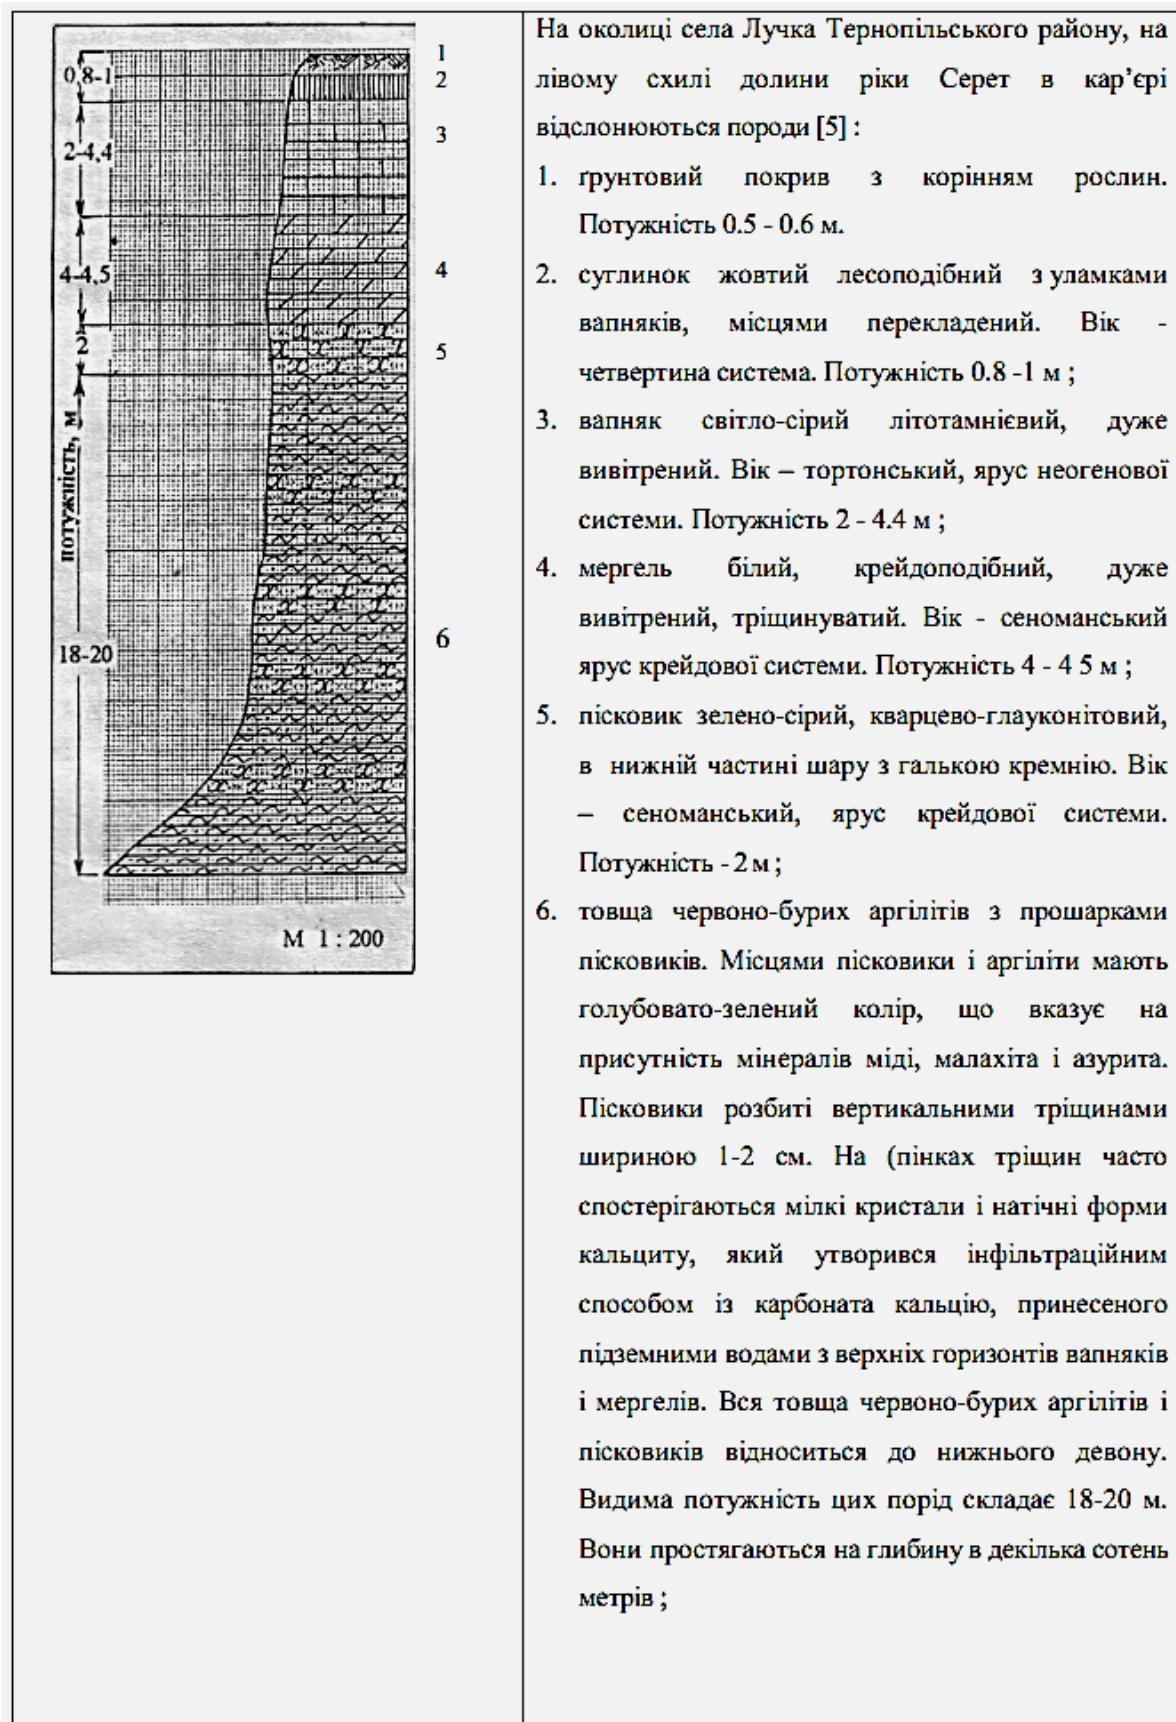 0,8-1
2-4,4
4-4,5
2
потужність, м
18-20
1
2
3
4
5
6
М 1 : 200
На околиці села Лучка Тернопільського району, на
лівому схилі долини ріки Серет в кар’єрі
відслонюються породи [5] :
1. ґрунтовий покрив з корінням рослин.
Потужність 0.5 - 0.6 м.
2. суглинок жовтий лесоподібний з уламками
вапняків, місцями перекладений. Вік -
четвертина система. Потужність 0.8 -1 м ;
3. вапняк світло-сірий літотамнієвий, дуже
вивітрений. Вік – тортонський, ярус неогенової
системи. Потужність 2 - 4.4 м ;
4. мергель білий, крейдоподібний, дуже
вивітрений, тріщинуватий. Вік - сеноманський
ярус крейдової системи. Потужність 4 - 4 5 м ;
5. пісковик зелено-сірий, кварцево-глауконітовий,
в нижній частині шару з галькою кремнію. Вік
– сеноманський, ярус крейдової системи.
Потужність - 2 м ;
6. товща червоно-бурих аргілітів з прошарками
пісковиків. Місцями пісковики і аргіліти мають
голубовато-зелений колір, що вказує на
присутність мінералів міді, малахіта і азурита.
Пісковики розбиті вертикальними тріщинами
шириною 1-2 см. На (пінках тріщин часто
спостерігаються мілкі кристали і натічні форми
кальциту, який утворився інфільтраційним
способом із карбоната кальцію, принесеного
підземними водами з верхніх горизонтів вапняків
і мергелів. Вся товща червоно-бурих аргілітів і
пісковиків відноситься до нижнього девону.
Видима потужність цих порід складає 18-20 м.
Вони простягаються на глибину в декілька сотень
метрів ;